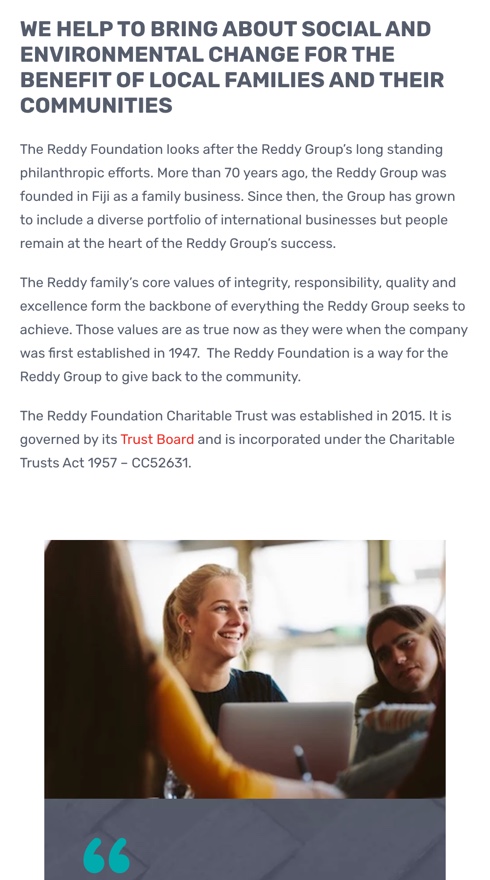 WE HELP TO BRING ABOUT SOCIAL AND
ENVIRONMENTAL CHANGE FOR THE
BENEFIT OF LOCAL FAMILIES AND THEIR
COMMUNITIES
The Reddy Foundation looks after the Reddy Group’s long standing
philanthropic efforts. More than 70 years ago, the Reddy Group was
founded in Fiji as a family business. Since then, the Group has grown
to include a diverse portfolio of international businesses but people
remain at the heart of the Reddy Group’s success.
The Reddy family’s core values of integrity, responsibility, quality and
excellence form the backbone of everything the Reddy Group seeks to
achieve. Those values are as true now as they were when the company
was first established in 1947.  The Reddy Foundation is a way for the
Reddy Group to give back to the community.
The Reddy Foundation Charitable Trust was established in 2015. It is
governed by its Trust Board and is incorporated under the Charitable
Trusts Act 1957 – CC52631.
“